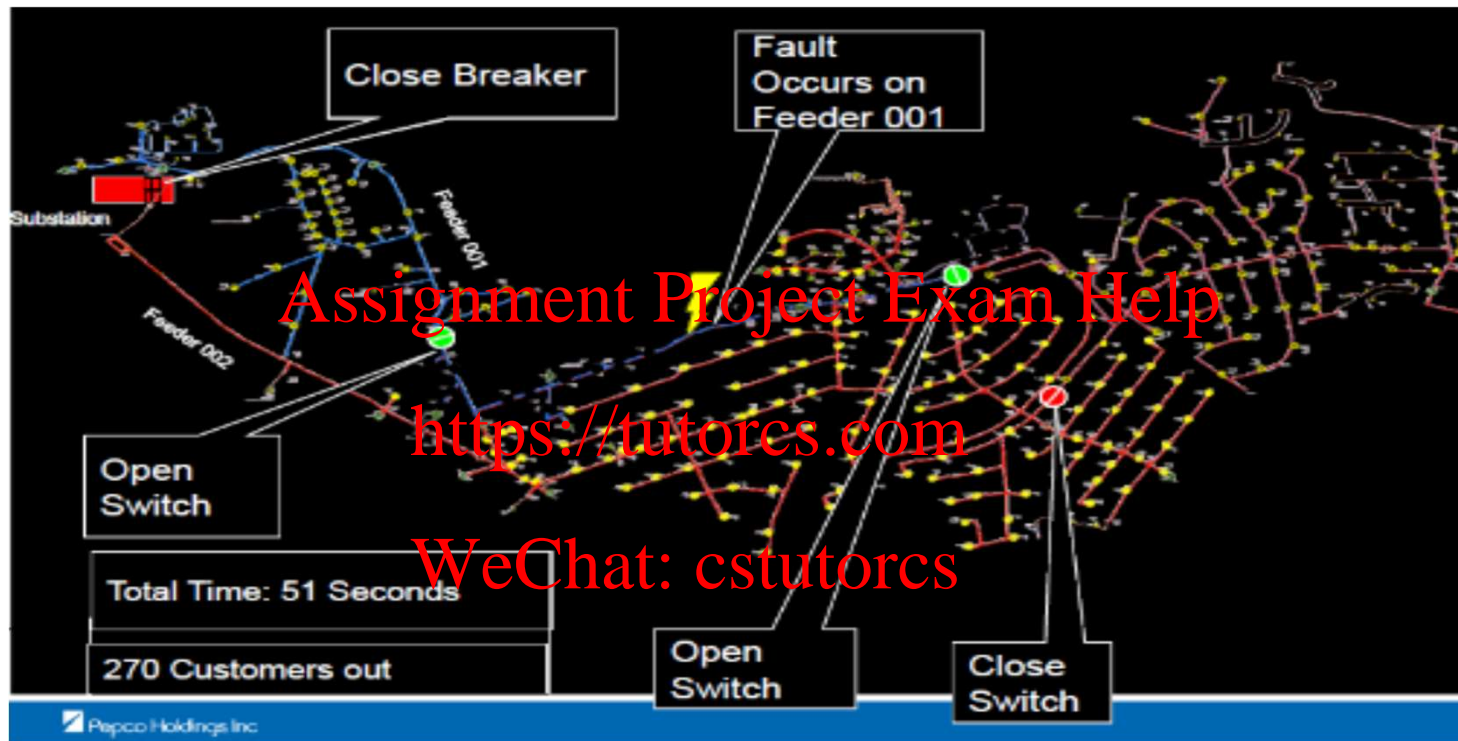 Close Breaker
Fault
Occurs on
Feeder 001
Substation
Feeder 001
Feeder 002
Assignment Project Exam Help
https://tutorcs.com
WeChat: cstutorcs
Open
Switch
Total Time: 51 Seconds
270 Customers out
Open
Switch
Close
Switch
Pepco Holdings Inc